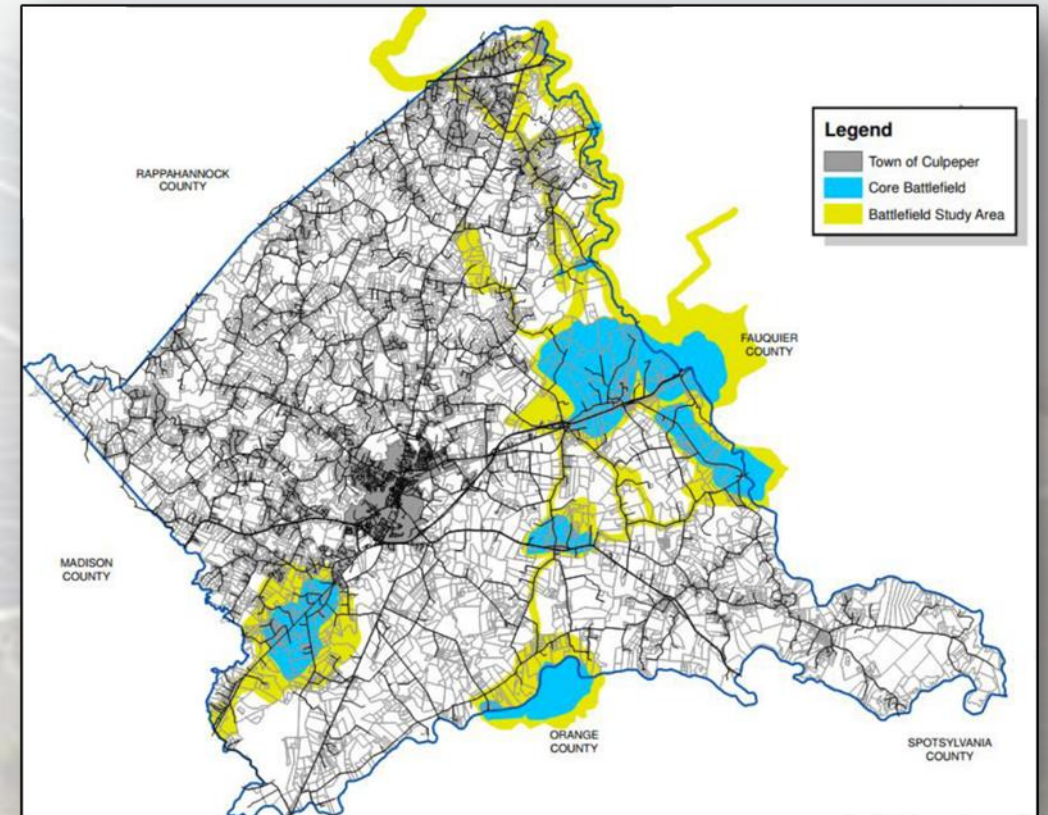 RAPPAHANNOCK
COUNTY
Legend
Town of Culpeper
Core Battlefield
Battlefield Study Area
FAUQUIER
COUNTY
MADISON
COUNTY
ORANGE
COUNTY
SPOTSYLVANIA
COUNTY